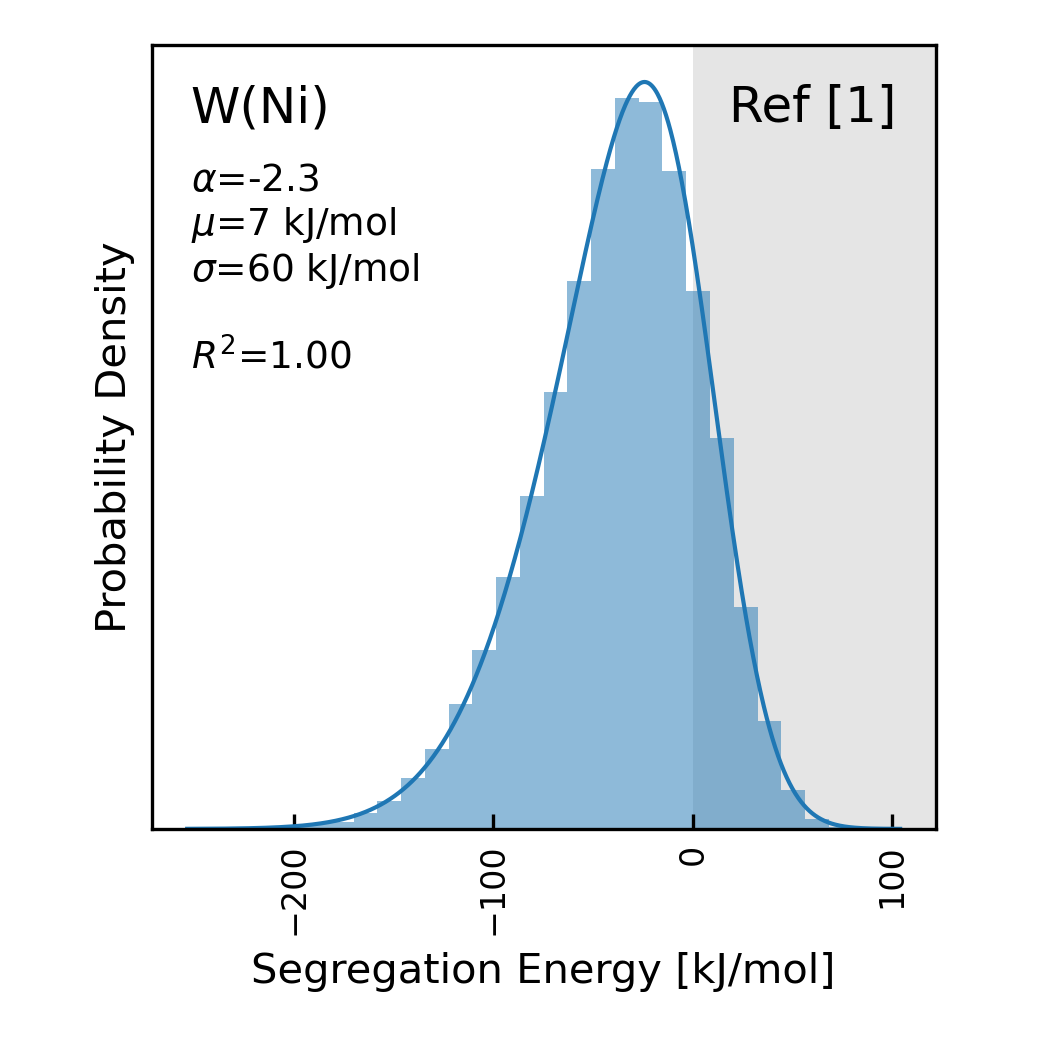 W(Ni)
Ref [1]
α=-2.3
μ=7 kJ/mol
σ=60 kJ/mol
R²=1.00
Probability Density
−200
−100
0
100
Segregation Energy [kJ/mol]